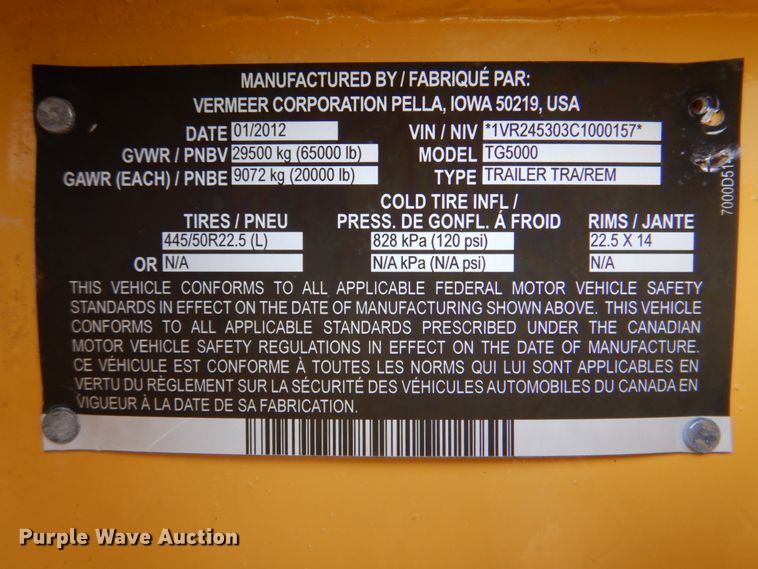 MANUFACTURED BY / FABRIQUÉ PAR:
VERMEER CORPORATION PELLA, IOWA 50219, USA
DATE 01/2012 VIN / NIV *1VR245303C1000157*
GVWR / PNBV 29500 kg (65000 lb) MODEL TG5000
GAWR (EACH) / PNBE 9072 kg (20000 lb) TYPE TRAILER TRA/REM
COLD TIRE INFL /
TIRES / PNEU PRESS. DE GONFL. Á FROID RIMS / JANTE
445/50R22.5 (L) 828 kPa (120 psi) 22.5 X 14
OR N/A N/A kPa (N/A psi) N/A
THIS VEHICLE CONFORMS TO ALL APPLICABLE FEDERAL MOTOR VEHICLE SAFETY
STANDARDS IN EFFECT ON THE DATE OF MANUFACTURING SHOWN ABOVE. THIS VEHICLE
CONFORMS TO ALL APPLICABLE STANDARDS PRESCRIBED UNDER THE CANADIAN
MOTOR VEHICLE SAFETY REGULATIONS IN EFFECT ON THE DATE OF MANUFACTURE.
CE VÉHICULE EST CONFORME À TOUTES LES NORMS QUI LUI SONT APPLICABLES EN
VERTU DU RÈGLEMENT SUR LA SÉCURITÉ DES VÉHICULES AUTOMOBILES DU CANADA EN
VIGUEUR À LA DATE DE SA FABRICATION.
Purple Wave Auction